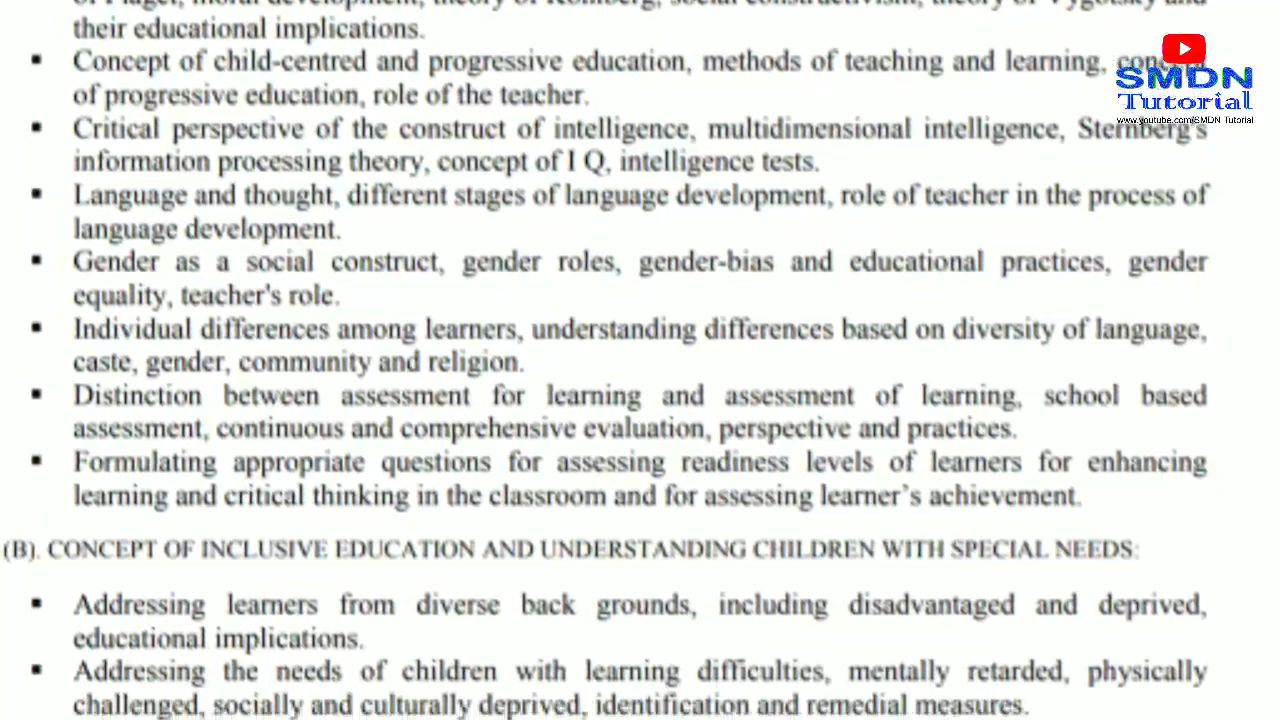 their educational implications.
▪ Concept of child-centred and progressive education, methods of teaching and learning, concept
of progressive education, role of the teacher.
▪ Critical perspective of the construct of intelligence, multidimensional intelligence, Sternberg's
information processing theory, concept of I Q, intelligence tests.
▪ Language and thought, different stages of language development, role of teacher in the process of
language development.
▪ Gender as a social construct, gender roles, gender-bias and educational practices, gender
equality, teacher's role.
▪ Individual differences among learners, understanding differences based on diversity of language,
caste, gender, community and religion.
▪ Distinction between assessment for learning and assessment of learning, school based
assessment, continuous and comprehensive evaluation, perspective and practices.
▪ Formulating appropriate questions for assessing readiness levels of learners for enhancing
learning and critical thinking in the classroom and for assessing learner's achievement.
(B). CONCEPT OF INCLUSIVE EDUCATION AND UNDERSTANDING CHILDREN WITH SPECIAL NEEDS:
▪ Addressing learners from diverse back grounds, including disadvantaged and deprived,
educational implications.
▪ Addressing the needs of children with learning difficulties, mentally retarded, physically
challenged, socially and culturally deprived, identification and remedial measures.
SMDN
Tutorial
www.youtube.com/SMDN Tutorial